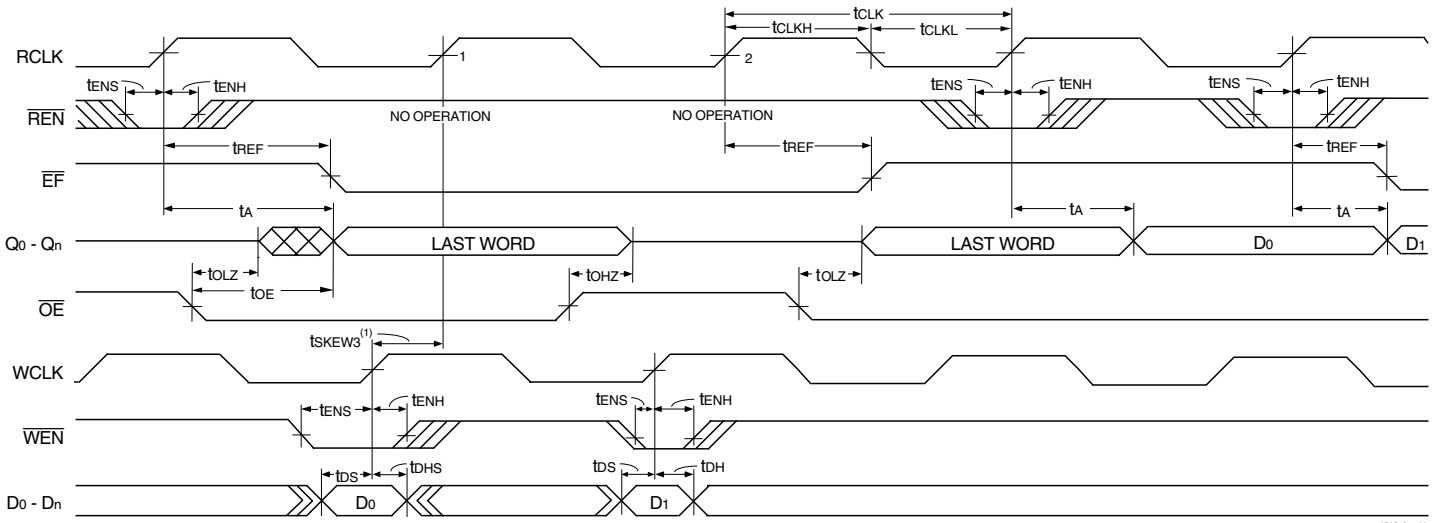 tCLK
tCLKH tCLKL
RCLK 1 2
tENS tENH tENS tENH tENS tENH
REN NO OPERATION NO OPERATION
tREF tREF tREF
EF
tA tA tA
Q0 - Qn LAST WORD LAST WORD D0 D1
tOLZ tOHZ tOLZ
tOE
OE
tSKEW3(1)
WCLK
tENS tENH tENS tENH
WEN
tDS tDHS tDS tDH
D0 - Dn D0 D1